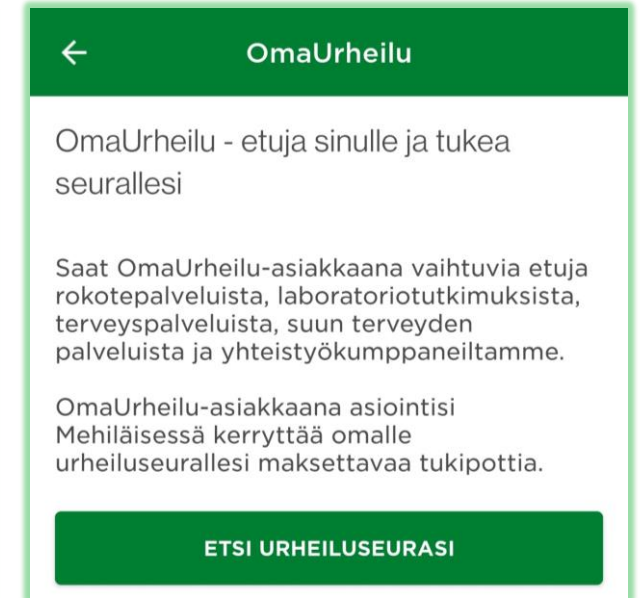 OmaUrheilu
OmaUrheilu - etuja sinulle ja tukea
seurallesi
Saat OmaUrheilu-asiakkaana vaihtuvia etuja
rokotepalveluista, laboratoriotutkimuksista,
terveyspalveluista, suun terveyden
palveluista ja yhteistyökumppaneiltamme.
OmaUrheilu-asiakkaana asiointisi
Mehiläisessä kerryttää omalle
urheiluseurallesi maksettavaa tukipottia.
ETSI URHEILUSEURASI